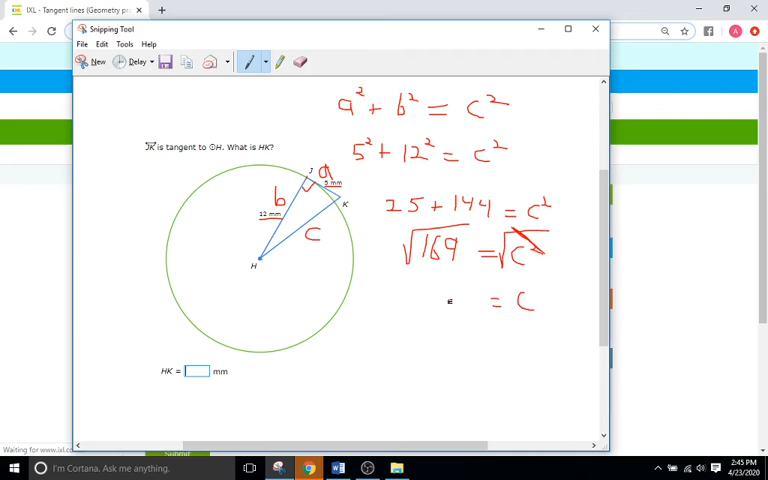 IXL - Tangent lines (Geometry pr
Snipping Tool
File Edit Tools Help
New Delay
a² + b² = c²
5² + 12² = c²
25 + 144 = c²
√169 = √c²
= c
JK is tangent to ⊙H. What is HK?
J
a
5 mm
K
b
12 mm
c
H
HK = mm
Waiting for www.ixl...
Submit
I'm Cortana. Ask me anything.
2:45 PM
4/23/2020